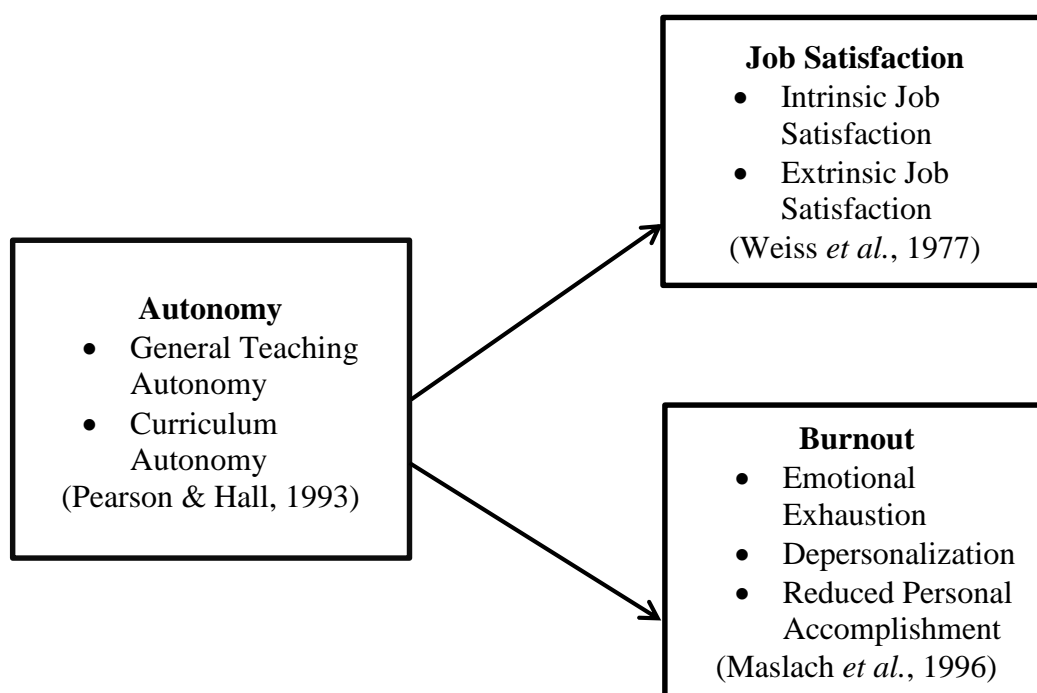 Job Satisfaction
• Intrinsic Job
Satisfaction
• Extrinsic Job
Satisfaction
(Weiss et al., 1977)
Autonomy
• General Teaching
Autonomy
• Curriculum
Autonomy
(Pearson & Hall, 1993)
Burnout
• Emotional
Exhaustion
• Depersonalization
• Reduced Personal
Accomplishment
(Maslach et al., 1996)